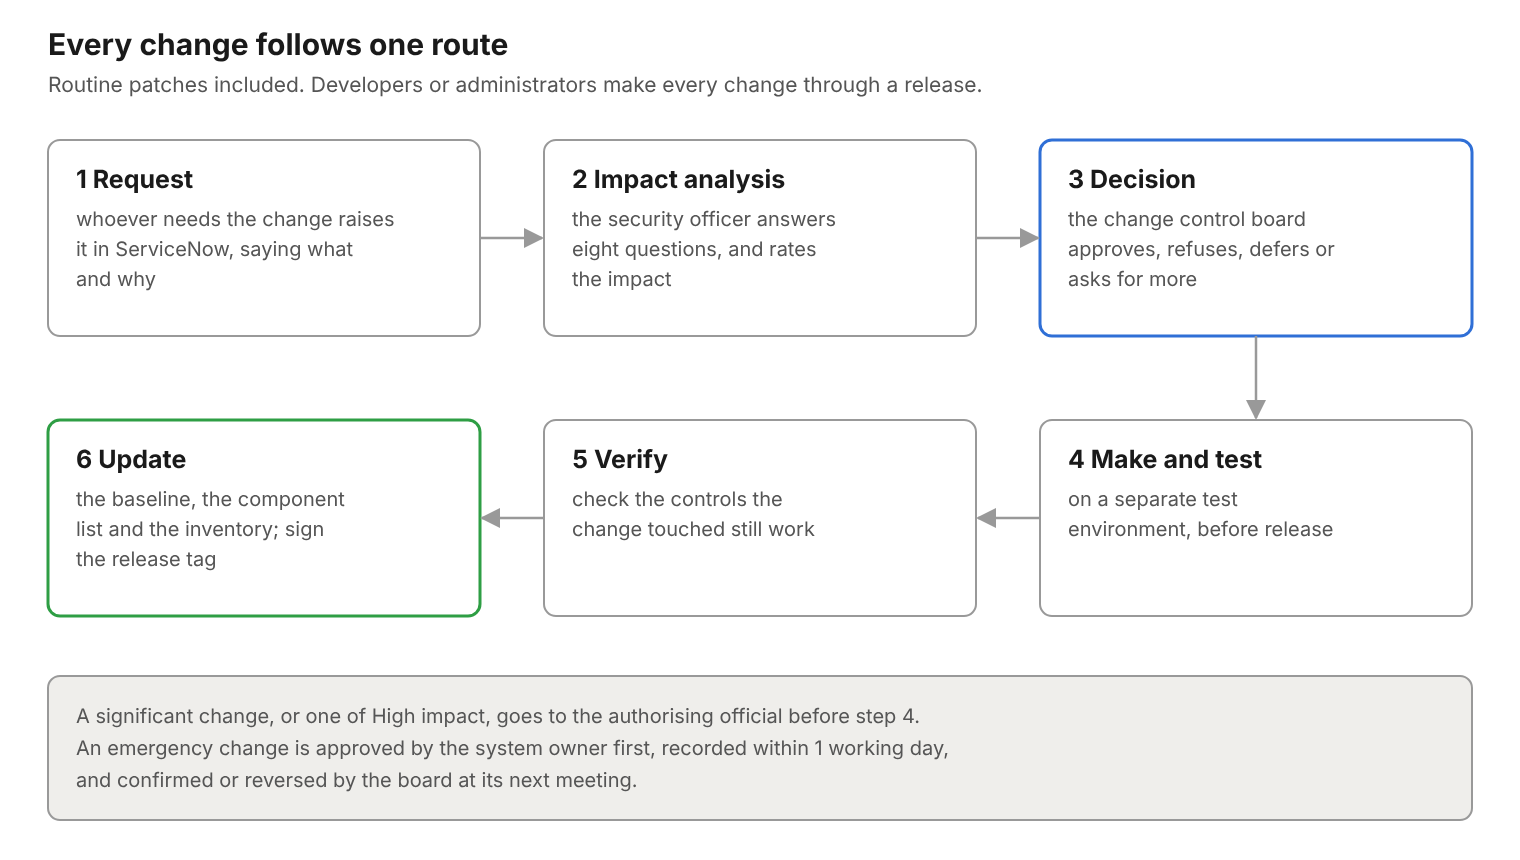 Every change follows one route
Routine patches included. Developers or administrators make every change through a release.
1 Request
whoever needs the change raises
it in ServiceNow, saying what
and why
2 Impact analysis
the security officer answers
eight questions, and rates
the impact
3 Decision
the change control board
approves, refuses, defers or
asks for more
4 Make and test
on a separate test
environment, before release
5 Verify
check the controls the
change touched still work
6 Update
the baseline, the component
list and the inventory; sign
the release tag
A significant change, or one of High impact, goes to the authorising official before step 4.
An emergency change is approved by the system owner first, recorded within 1 working day,
and confirmed or reversed by the board at its next meeting.